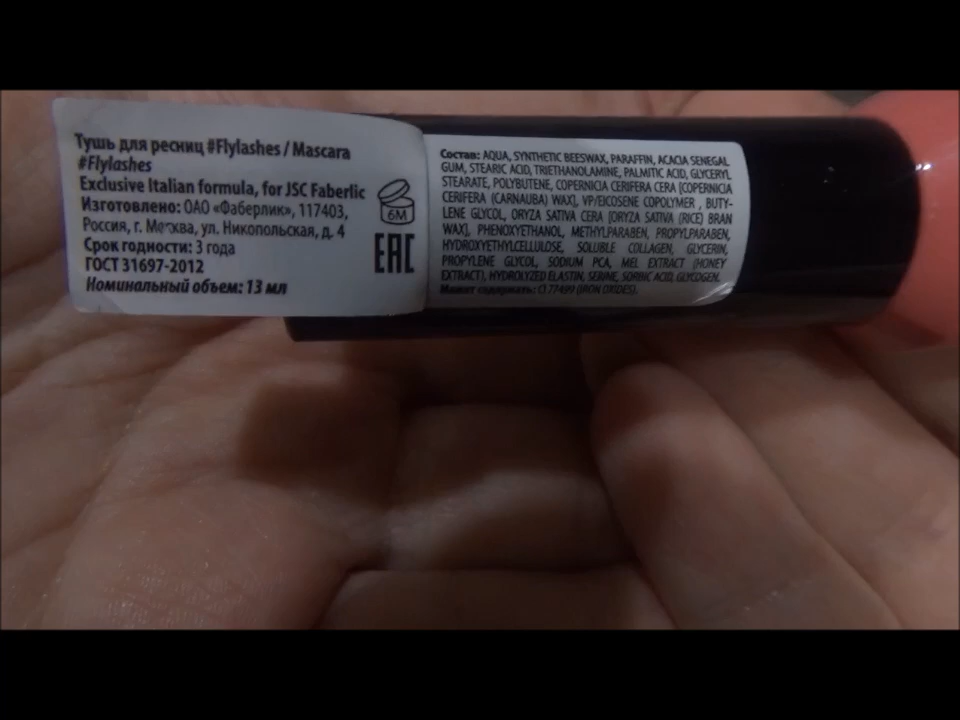 Тушь для ресниц #Flylashes / Mascara
#Flylashes
Exclusive Italian formula, for JSC Faberlic
Изготовлено: ОАО «Фаберлик», 117403,
Россия, г. Москва, ул. Никопольская, д. 4
Срок годности: 3 года
ГОСТ 31697-2012
Номинальный объем: 13 мл
6M
EAC
Состав: AQUA, SYNTHETIC BEESWAX, PARAFFIN, ACACIA SENEGAL
GUM, STEARIC ACID, TRIETHANOLAMINE, PALMITIC ACID, GLYCERYL
STEARATE, POLYBUTENE, COPERNICIA CERIFERA CERA [COPERNICIA
CERIFERA (CARNAUBA) WAX], VP/EICOSENE COPOLYMER , BUTY-
LENE GLYCOL, ORYZA SATIVA CERA [ORYZA SATIVA (RICE) BRAN
WAX], PHENOXYETHANOL, METHYLPARABEN, PROPYLPARABEN,
HYDROXYETHYLCELLULOSE, SOLUBLE COLLAGEN, GLYCERIN,
PROPYLENE GLYCOL, SODIUM PCA, MEL EXTRACT (HONEY
EXTRACT), HYDROLYZED ELASTIN, SERINE, SORBIC ACID, GLYCOGEN.
Может содержать: CI 77499 (IRON OXIDES).